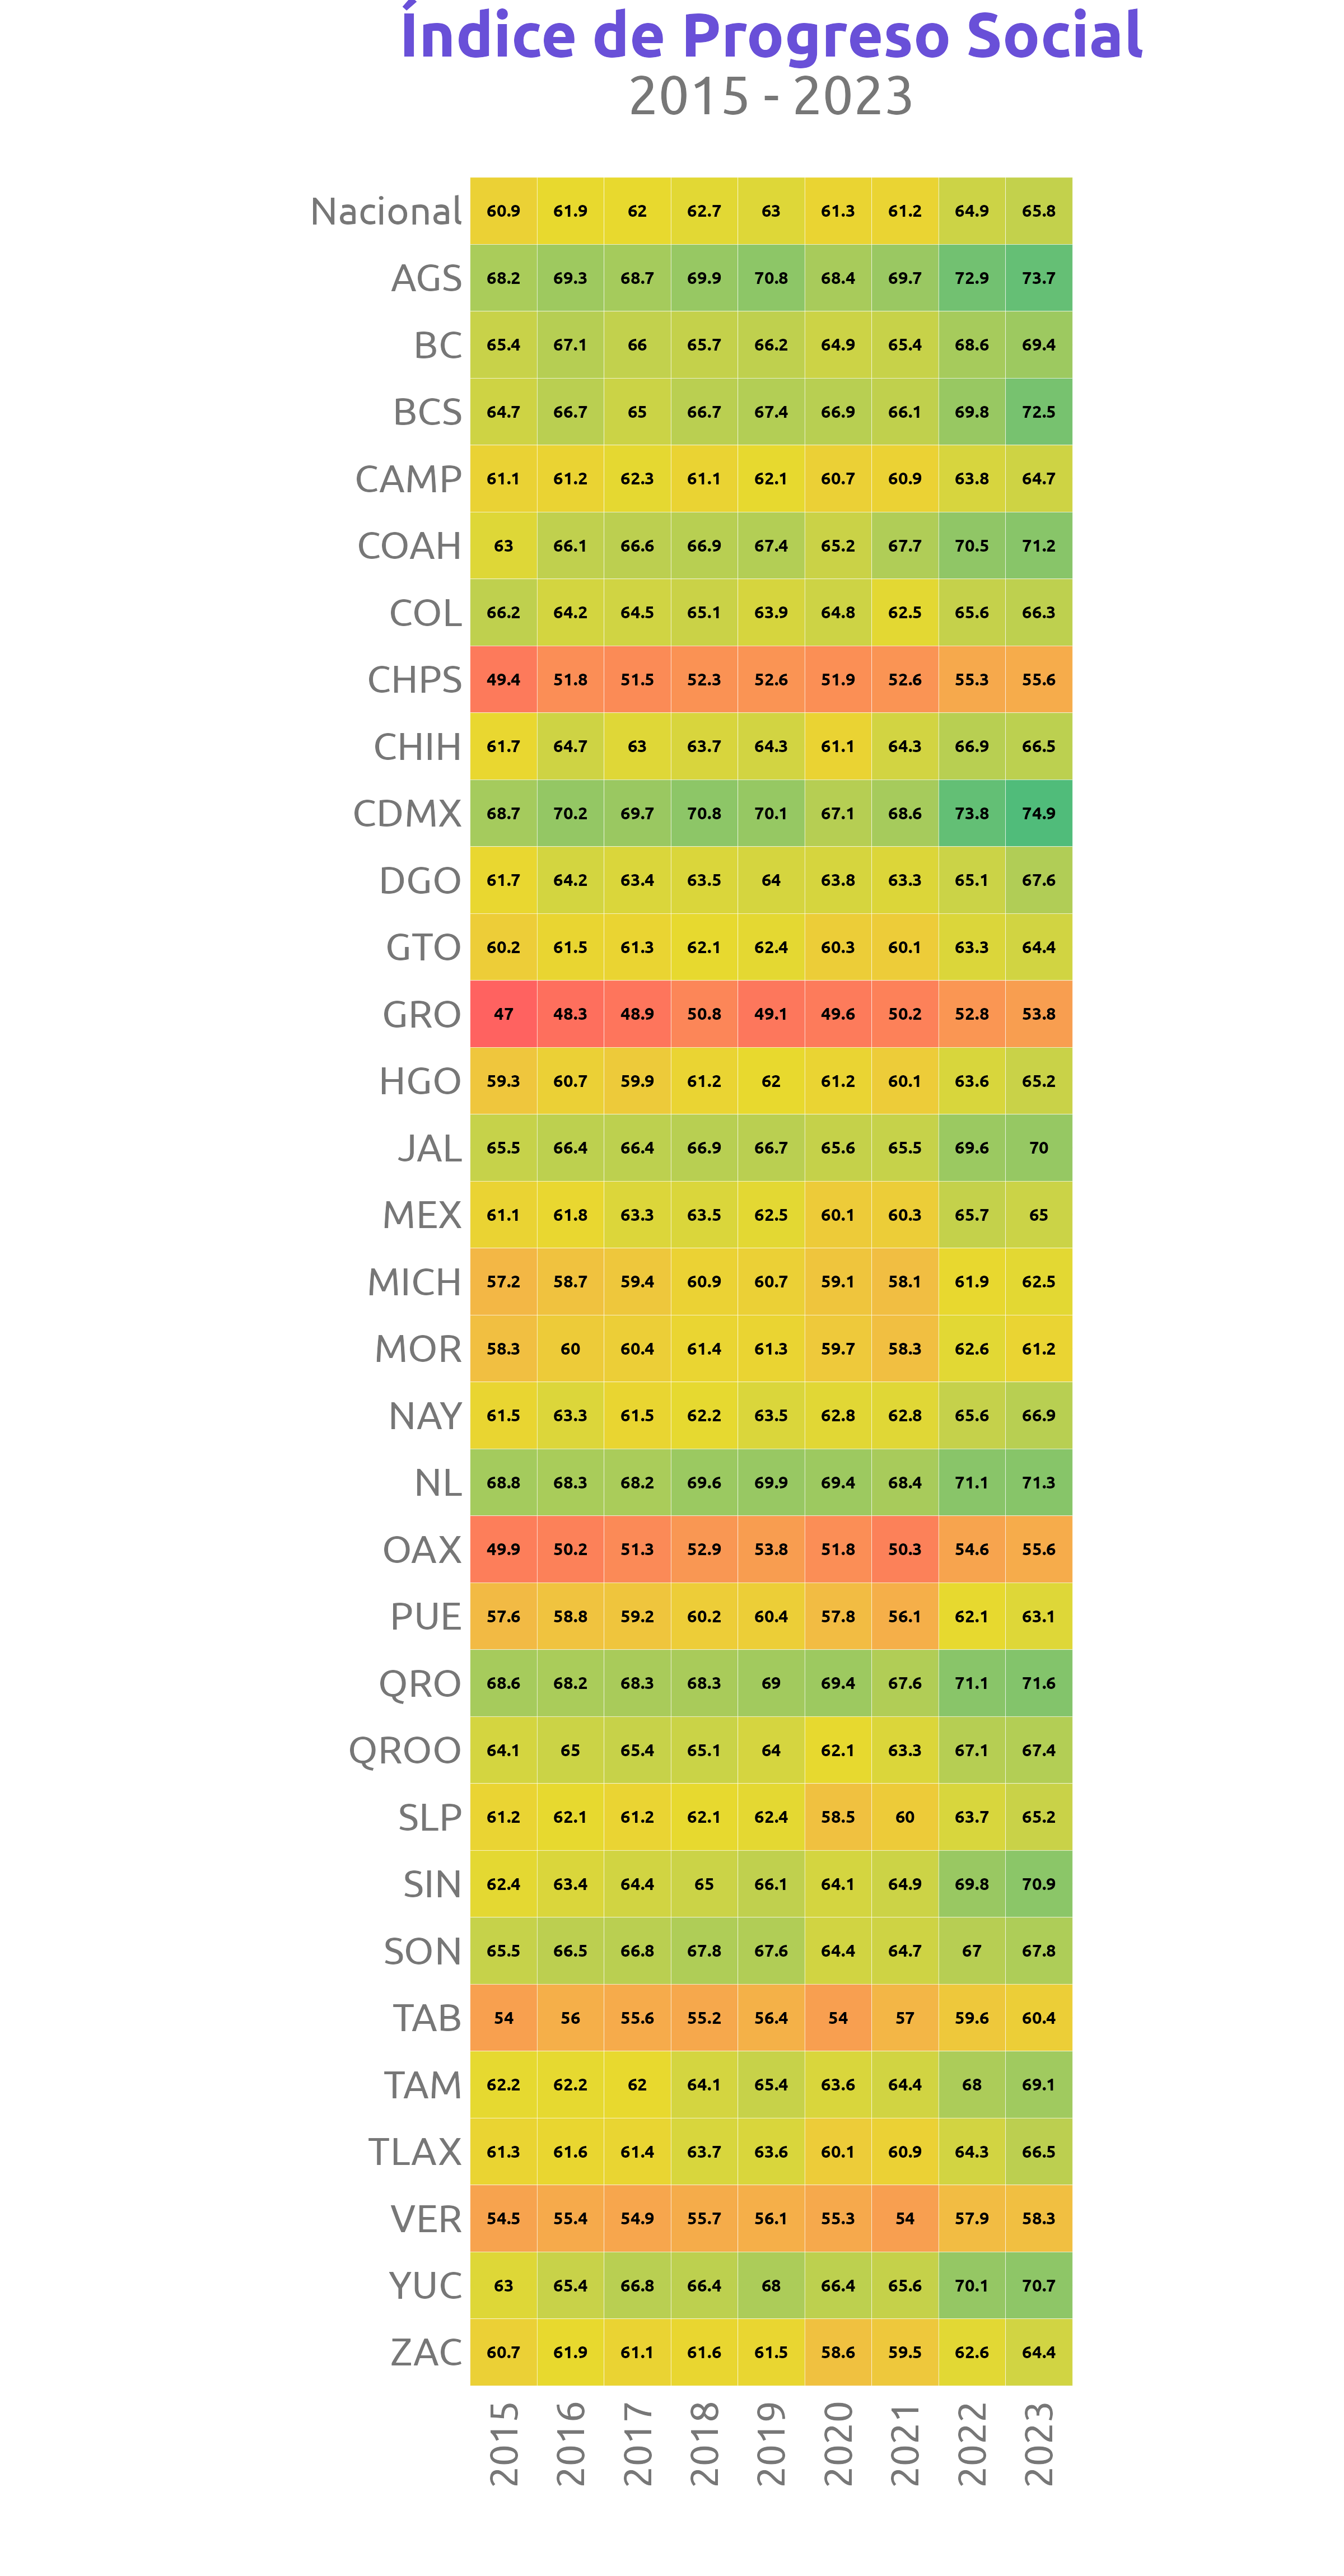 Índice de Progreso Social
2015 - 2023
Nacional 60.9 61.9 62 62.7 63 61.3 61.2 64.9 65.8
AGS 68.2 69.3 68.7 69.9 70.8 68.4 69.7 72.9 73.7
BC 65.4 67.1 66 65.7 66.2 64.9 65.4 68.6 69.4
BCS 64.7 66.7 65 66.7 67.4 66.9 66.1 69.8 72.5
CAMP 61.1 61.2 62.3 61.1 62.1 60.7 60.9 63.8 64.7
COAH 63 66.1 66.6 66.9 67.4 65.2 67.7 70.5 71.2
COL 66.2 64.2 64.5 65.1 63.9 64.8 62.5 65.6 66.3
CHPS 49.4 51.8 51.5 52.3 52.6 51.9 52.6 55.3 55.6
CHIH 61.7 64.7 63 63.7 64.3 61.1 64.3 66.9 66.5
CDMX 68.7 70.2 69.7 70.8 70.1 67.1 68.6 73.8 74.9
DGO 61.7 64.2 63.4 63.5 64 63.8 63.3 65.1 67.6
GTO 60.2 61.5 61.3 62.1 62.4 60.3 60.1 63.3 64.4
GRO 47 48.3 48.9 50.8 49.1 49.6 50.2 52.8 53.8
HGO 59.3 60.7 59.9 61.2 62 61.2 60.1 63.6 65.2
JAL 65.5 66.4 66.4 66.9 66.7 65.6 65.5 69.6 70
MEX 61.1 61.8 63.3 63.5 62.5 60.1 60.3 65.7 65
MICH 57.2 58.7 59.4 60.9 60.7 59.1 58.1 61.9 62.5
MOR 58.3 60 60.4 61.4 61.3 59.7 58.3 62.6 61.2
NAY 61.5 63.3 61.5 62.2 63.5 62.8 62.8 65.6 66.9
NL 68.8 68.3 68.2 69.6 69.9 69.4 68.4 71.1 71.3
OAX 49.9 50.2 51.3 52.9 53.8 51.8 50.3 54.6 55.6
PUE 57.6 58.8 59.2 60.2 60.4 57.8 56.1 62.1 63.1
QRO 68.6 68.2 68.3 68.3 69 69.4 67.6 71.1 71.6
QROO 64.1 65 65.4 65.1 64 62.1 63.3 67.1 67.4
SLP 61.2 62.1 61.2 62.1 62.4 58.5 60 63.7 65.2
SIN 62.4 63.4 64.4 65 66.1 64.1 64.9 69.8 70.9
SON 65.5 66.5 66.8 67.8 67.6 64.4 64.7 67 67.8
TAB 54 56 55.6 55.2 56.4 54 57 59.6 60.4
TAM 62.2 62.2 62 64.1 65.4 63.6 64.4 68 69.1
TLAX 61.3 61.6 61.4 63.7 63.6 60.1 60.9 64.3 66.5
VER 54.5 55.4 54.9 55.7 56.1 55.3 54 57.9 58.3
YUC 63 65.4 66.8 66.4 68 66.4 65.6 70.1 70.7
ZAC 60.7 61.9 61.1 61.6 61.5 58.6 59.5 62.6 64.4
2015 2016 2017 2018 2019 2020 2021 2022 2023